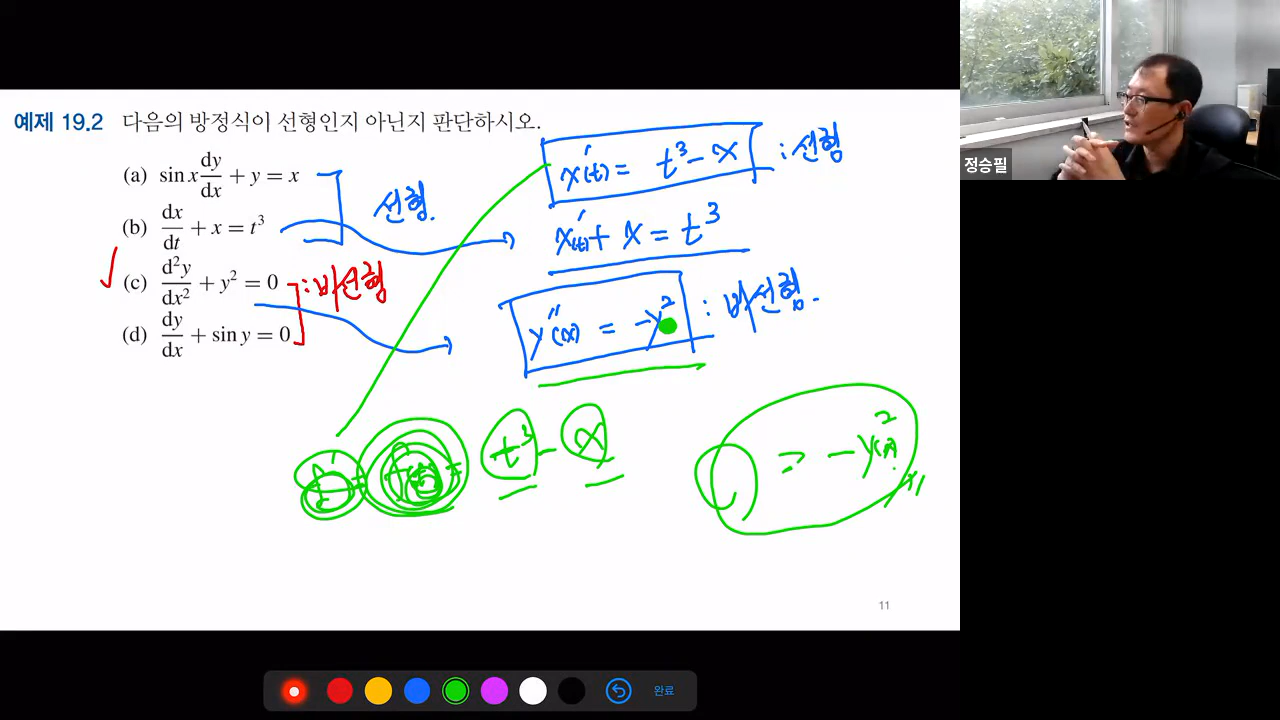 예제 19.2 다음의 방정식이 선형인지 아닌지 판단하시오.
(a) sin x dy/dx + y = x
(b) dx/dt + x = t³
(c) d²y/dx² + y² = 0
(d) dy/dx + sin y = 0
선형.
: 비선형
x'(t) = t³ - x : 선형
x'(t) + x = t³
y''(x) = -y² : 비선형.
= t³ - x
정승필
11
완료